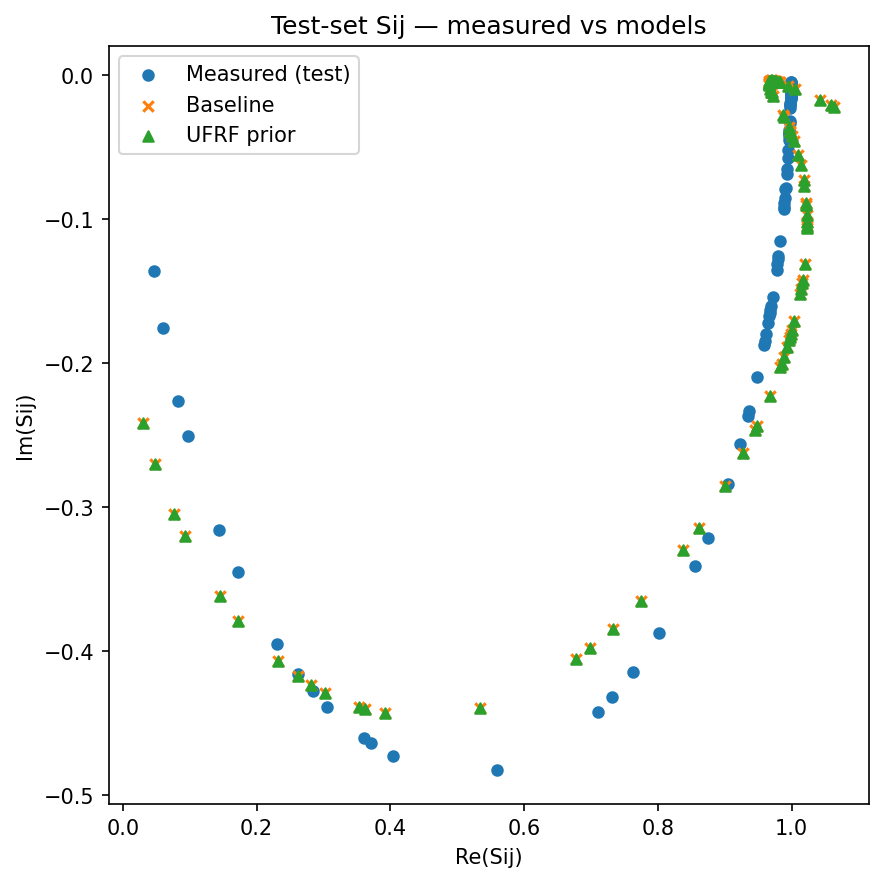 Test-set Sij — measured vs models
Measured (test)
Baseline
UFRF prior
0.0
−0.1
−0.2
−0.3
−0.4
−0.5
Im(Sij)
0.0 0.2 0.4 0.6 0.8 1.0
Re(Sij)